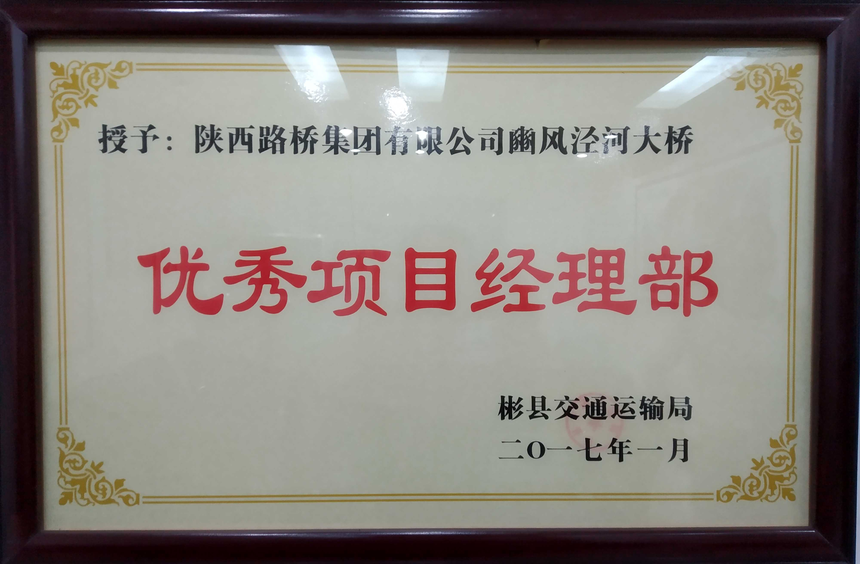 授予：陕西路桥集团有限公司豳风泾河大桥
优秀项目经理部
彬县交通运输局
二O一七年一月